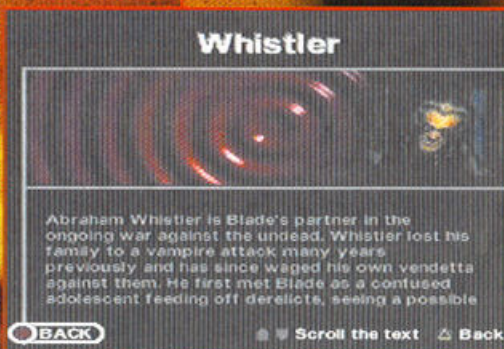 Whistler
Abraham Whistler is Blade's partner in the
ongoing war against the undead. Whistler lost his
family to a vampire attack many years
previously and has since waged his own vendetta
against them. He first met Blade as a confused
adolescent feeding off derelicts, seeing a possible
BACK
Scroll the text
Back